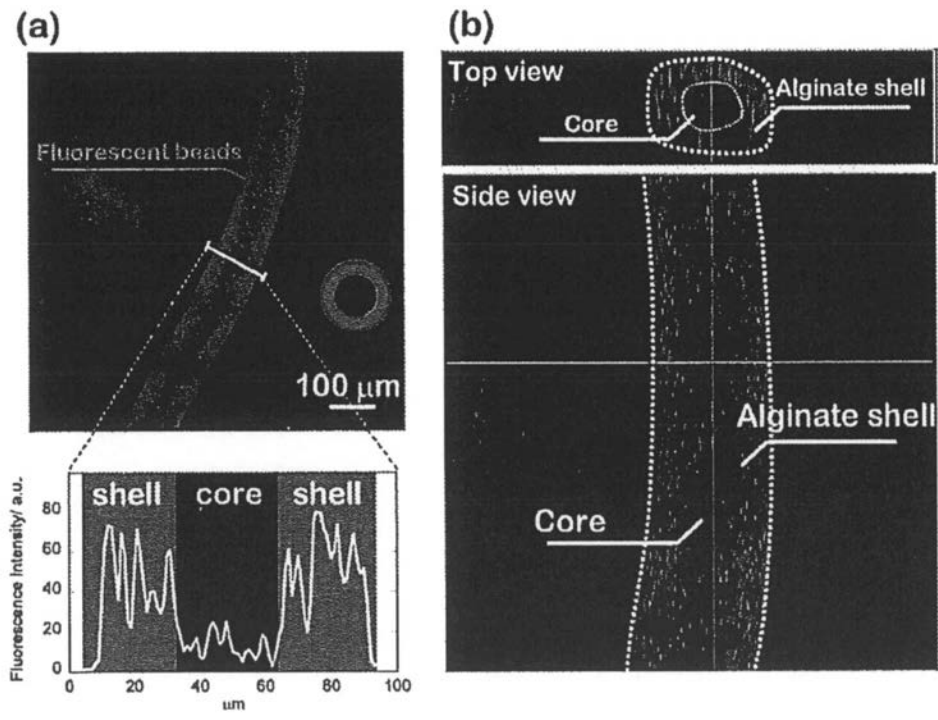 (a)
Fluorescent beads
100 μm
shell core shell
Fluorescence Intensity/ a.u.
80
60
40
20
0
0 20 40 60 80 100
μm
(b)
Top view
Alginate shell
Core
Side view
Alginate shell
Core